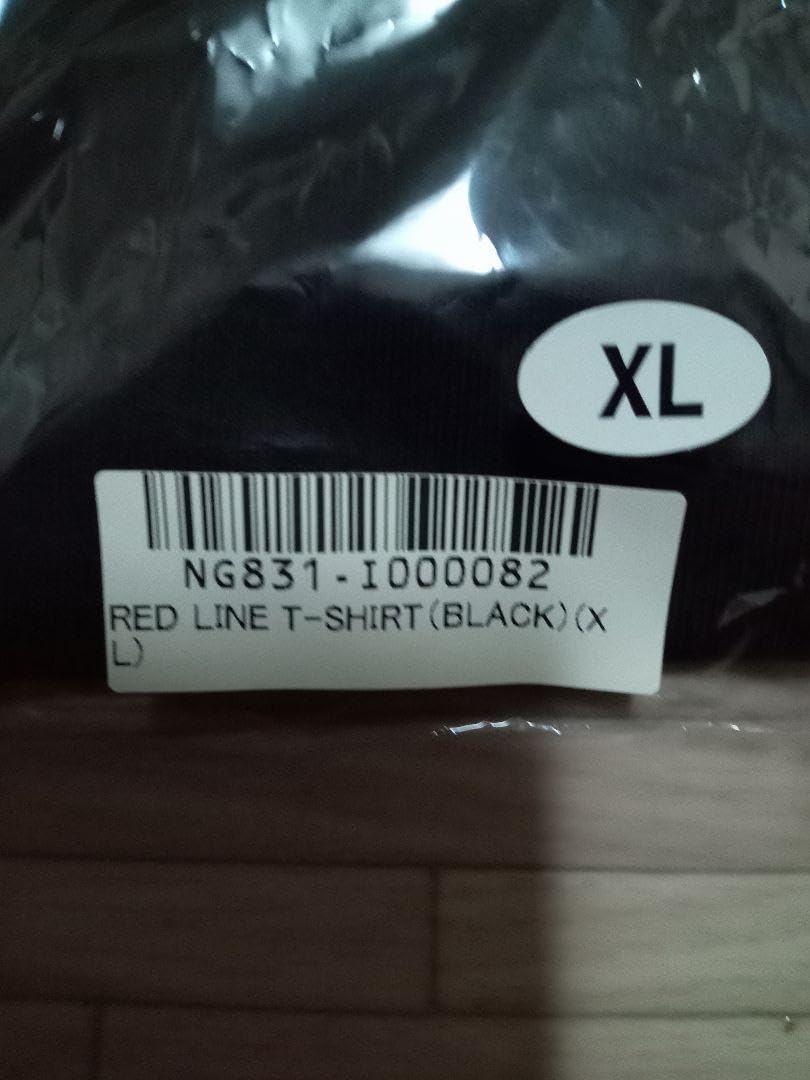 XL
NG831-I000082
RED LINE T-SHIRT(BLACK)(X
L)